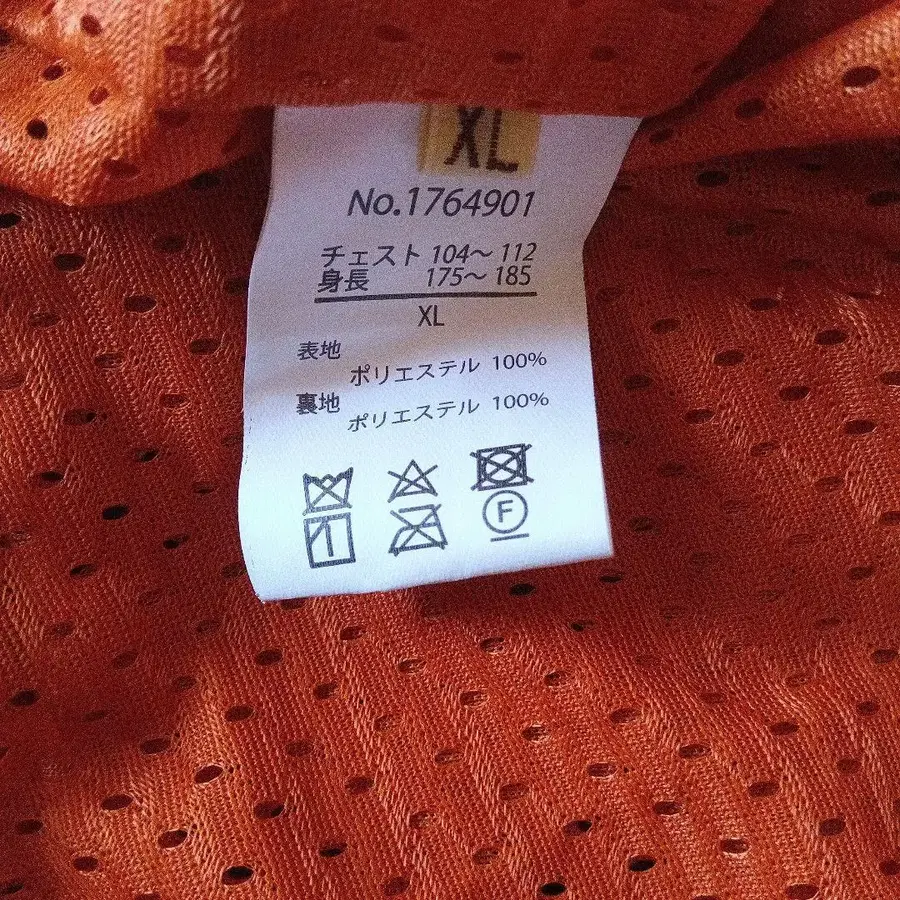 XL
No.1764901
チェスト 104〜 112
身長 175〜 185
XL
表地
ポリエステル 100%
裏地
ポリエステル 100%
F